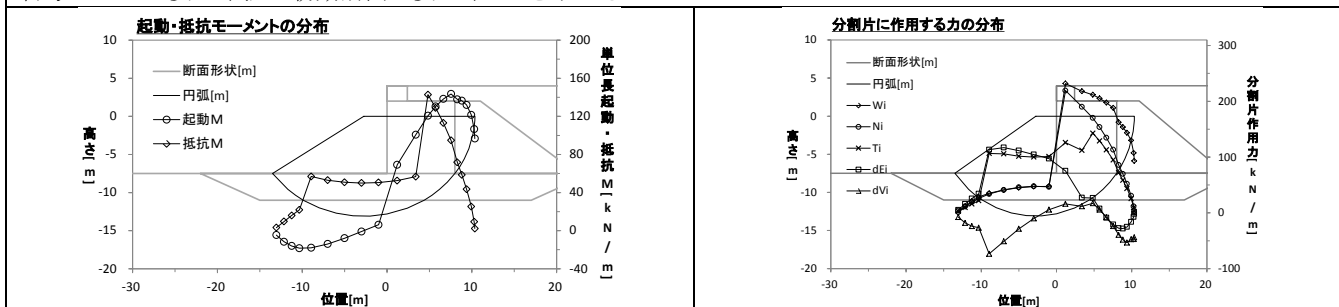 起動・抵抗モーメントの分布
断面形状[m]
円弧[m]
起動M
抵抗M
高さ[m]
単位長起動・抵抗M[kN/m]
10
5
0
-5
-10
-15
-20
200
160
120
80
40
0
-40
-30
-20
-10
0
10
20
位置[m]
分割片に作用する力の分布
断面形状[m]
円弧[m]
Wi
Ni
Ti
dEi
dVi
高さ[m]
分割片作用力[kN/m]
10
5
0
-5
-10
-15
-20
300
200
100
0
-100
-30
-20
-10
0
10
20
位置[m]